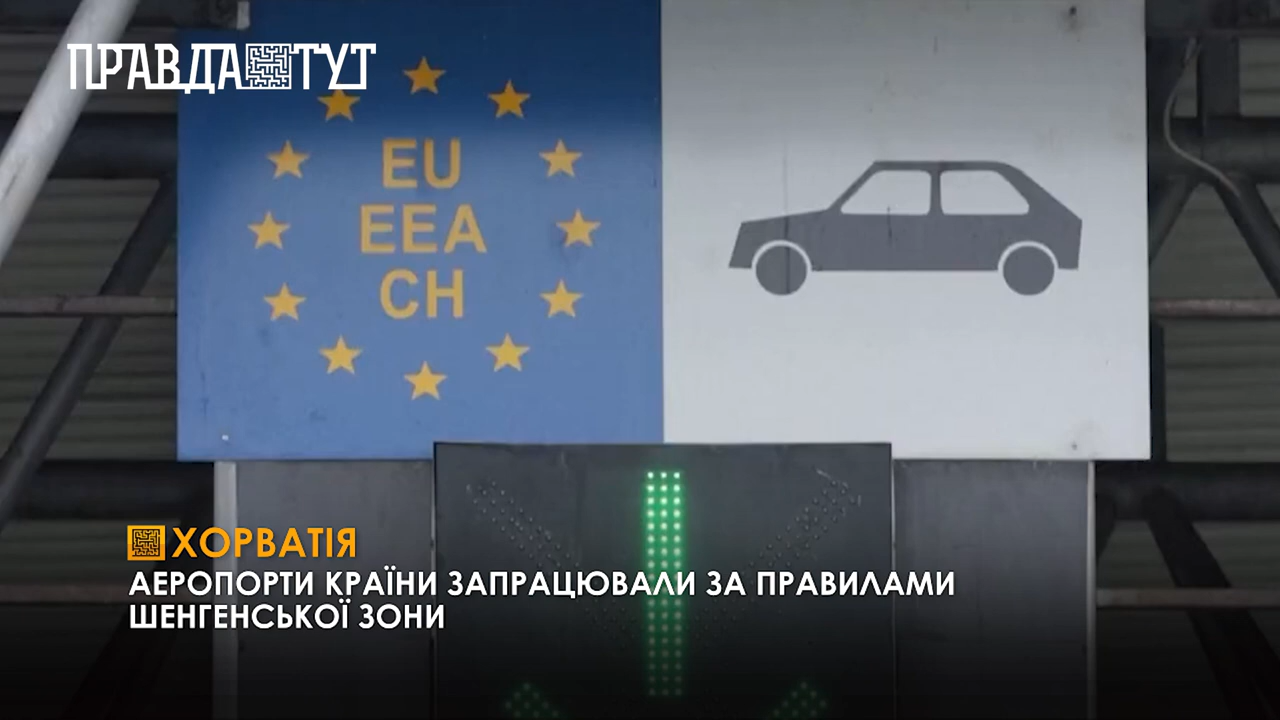 ПРАВДА ТУТ
EU
EEA
CH
ХОРВАТІЯ
АЕРОПОРТИ КРАЇНИ ЗАПРАЦЮВАЛИ ЗА ПРАВИЛАМИ
ШЕНГЕНСЬКОЇ ЗОНИ